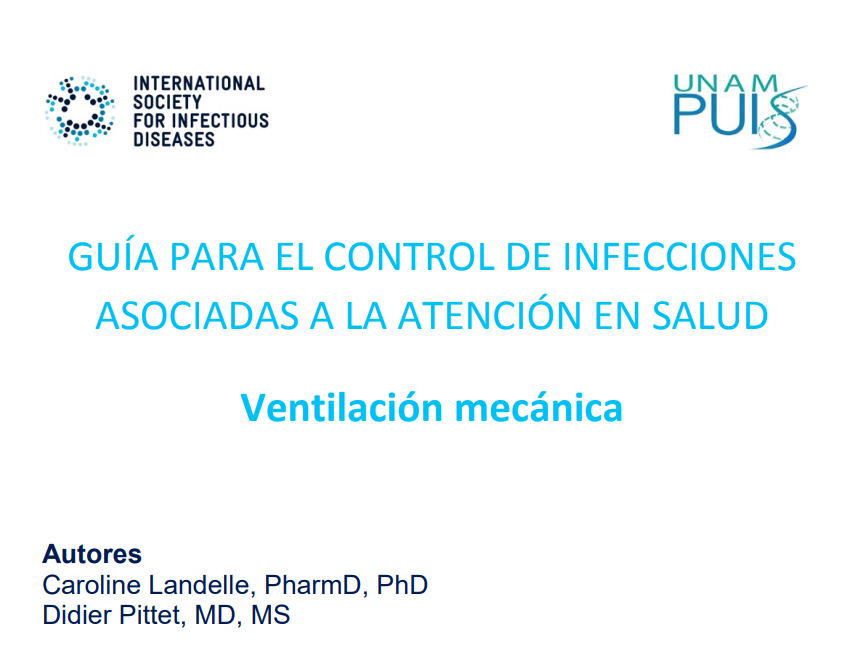 INTERNATIONAL
SOCIETY
FOR INFECTIOUS
DISEASES
UNAM
PUIS
GUÍA PARA EL CONTROL DE INFECCIONES
ASOCIADAS A LA ATENCIÓN EN SALUD
Ventilación mecánica
Autores
Caroline Landelle, PharmD, PhD
Didier Pittet, MD, MS